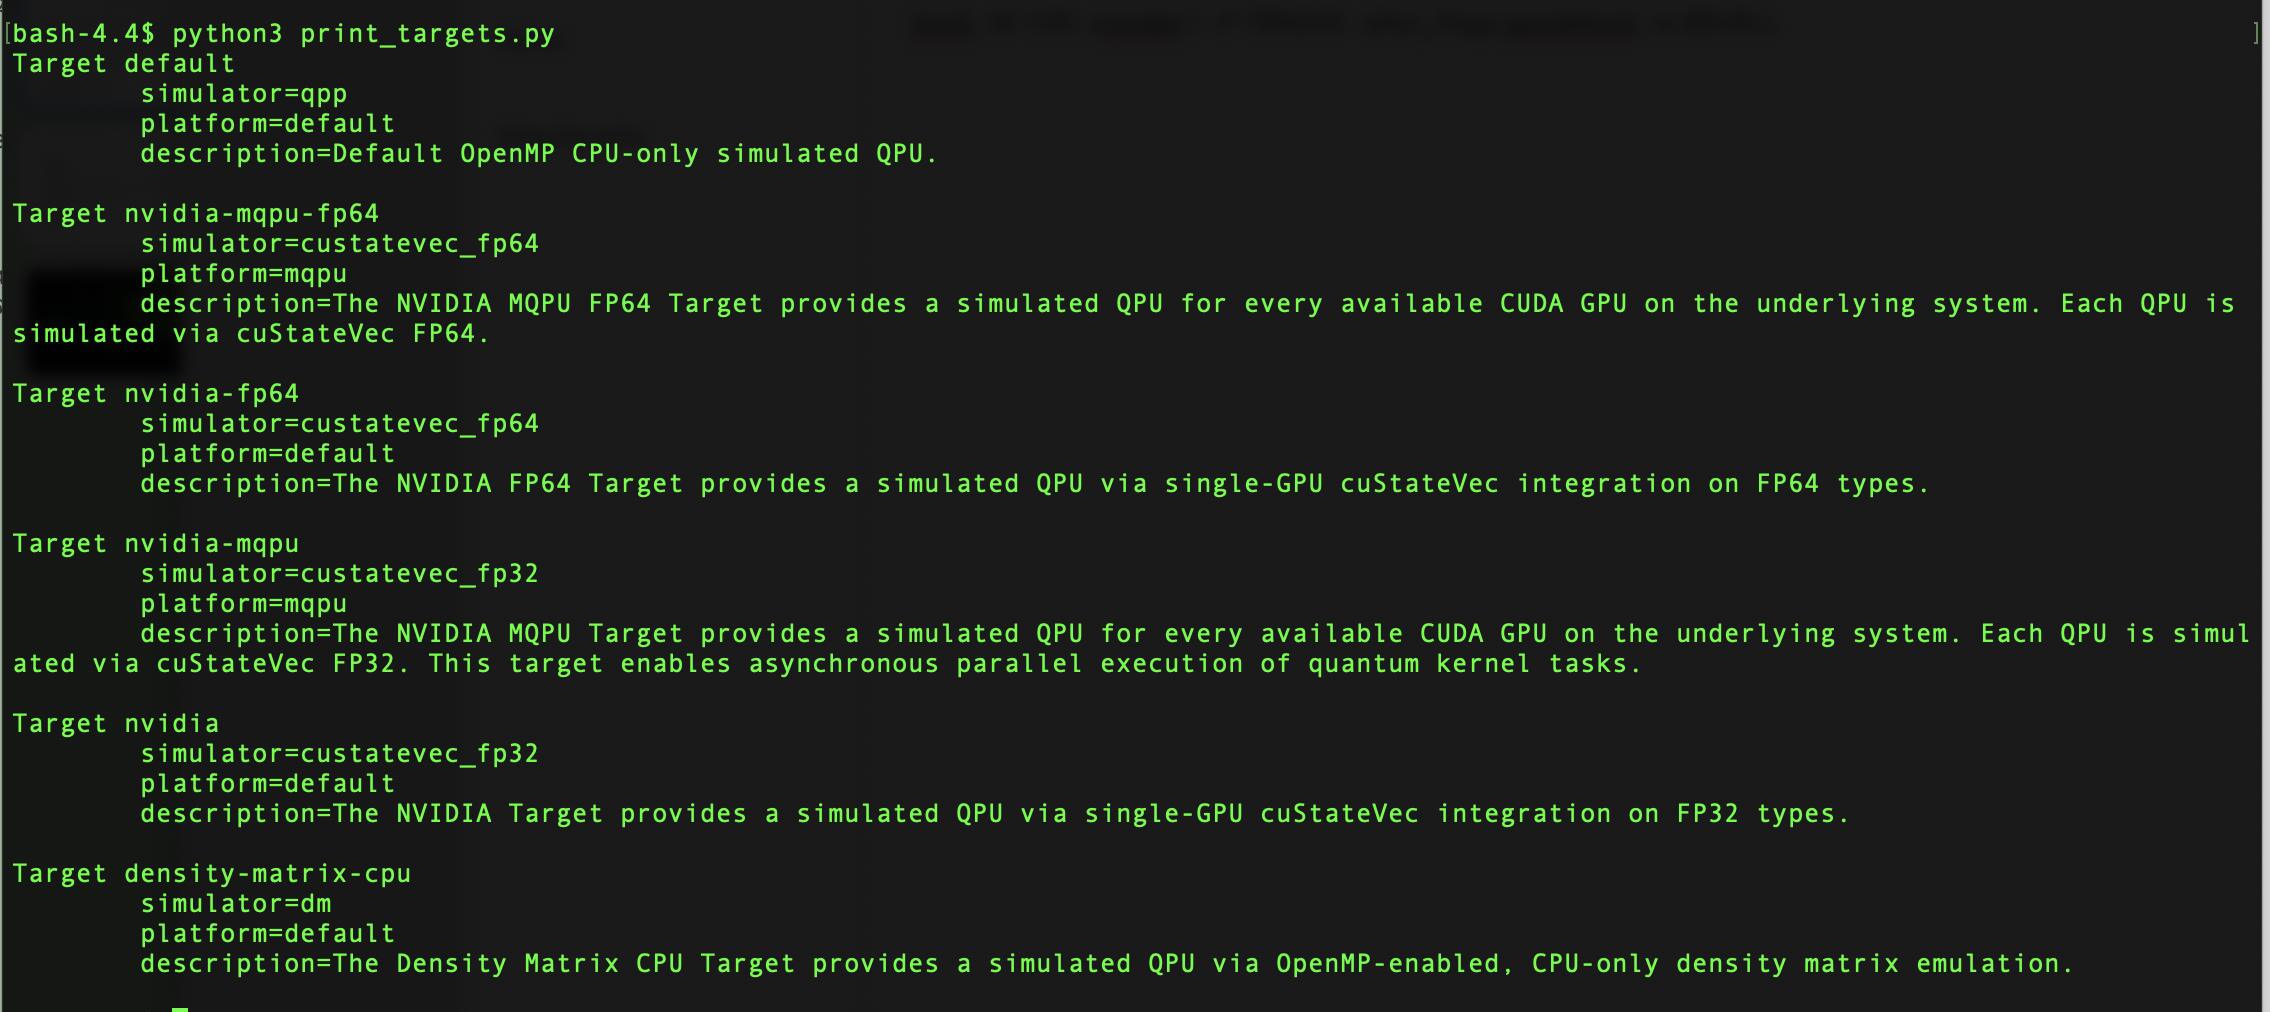 [bash-4.4$ python3 print_targets.py ]
Target default
        simulator=qpp
        platform=default
        description=Default OpenMP CPU-only simulated QPU.

Target nvidia-mqpu-fp64
        simulator=custatevec_fp64
        platform=mqpu
        description=The NVIDIA MQPU FP64 Target provides a simulated QPU for every available CUDA GPU on the underlying system. Each QPU is
simulated via cuStateVec FP64.

Target nvidia-fp64
        simulator=custatevec_fp64
        platform=default
        description=The NVIDIA FP64 Target provides a simulated QPU via single-GPU cuStateVec integration on FP64 types.

Target nvidia-mqpu
        simulator=custatevec_fp32
        platform=mqpu
        description=The NVIDIA MQPU Target provides a simulated QPU for every available CUDA GPU on the underlying system. Each QPU is simul
ated via cuStateVec FP32. This target enables asynchronous parallel execution of quantum kernel tasks.

Target nvidia
        simulator=custatevec_fp32
        platform=default
        description=The NVIDIA Target provides a simulated QPU via single-GPU cuStateVec integration on FP32 types.

Target density-matrix-cpu
        simulator=dm
        platform=default
        description=The Density Matrix CPU Target provides a simulated QPU via OpenMP-enabled, CPU-only density matrix emulation.